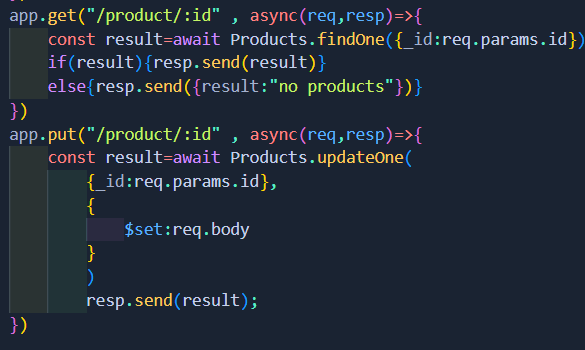 app.get("/product/:id" , async(req,resp)=>{
    const result=await Products.findOne({_id:req.params.id})
    if(result){resp.send(result)}
    else{resp.send({result:"no products"})}
})
app.put("/product/:id" , async(req,resp)=>{
    const result=await Products.updateOne(
        {_id:req.params.id},
        {
            $set:req.body
        }
        )
        resp.send(result);
})